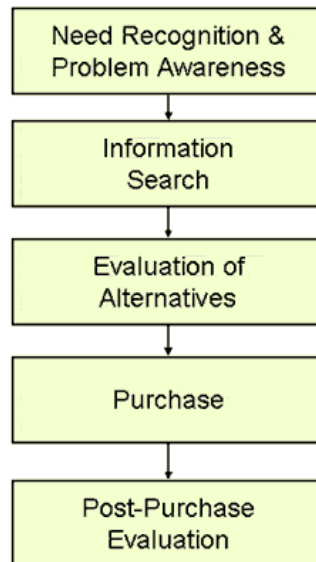 Need Recognition &
Problem Awareness
Information
Search
Evaluation of
Alternatives
Purchase
Post-Purchase
Evaluation